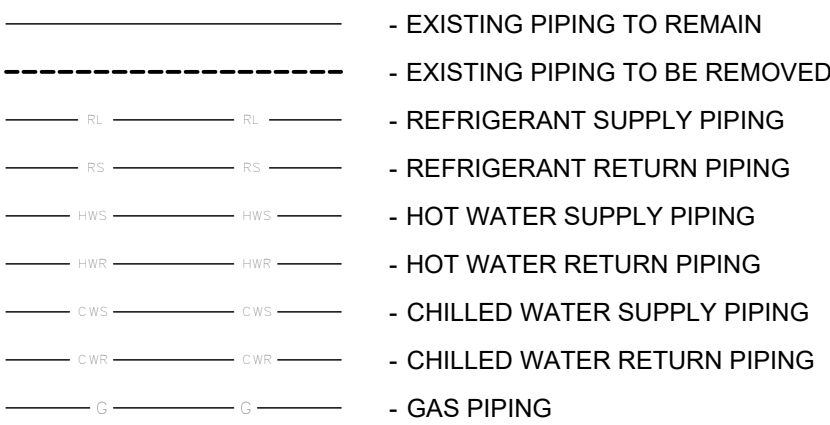 - EXISTING PIPING TO REMAIN
- EXISTING PIPING TO BE REMOVED
RL RL - REFRIGERANT SUPPLY PIPING
RS RS - REFRIGERANT RETURN PIPING
HWS HWS - HOT WATER SUPPLY PIPING
HWR HWR - HOT WATER RETURN PIPING
CWS CWS - CHILLED WATER SUPPLY PIPING
CWR CWR - CHILLED WATER RETURN PIPING
G G - GAS PIPING